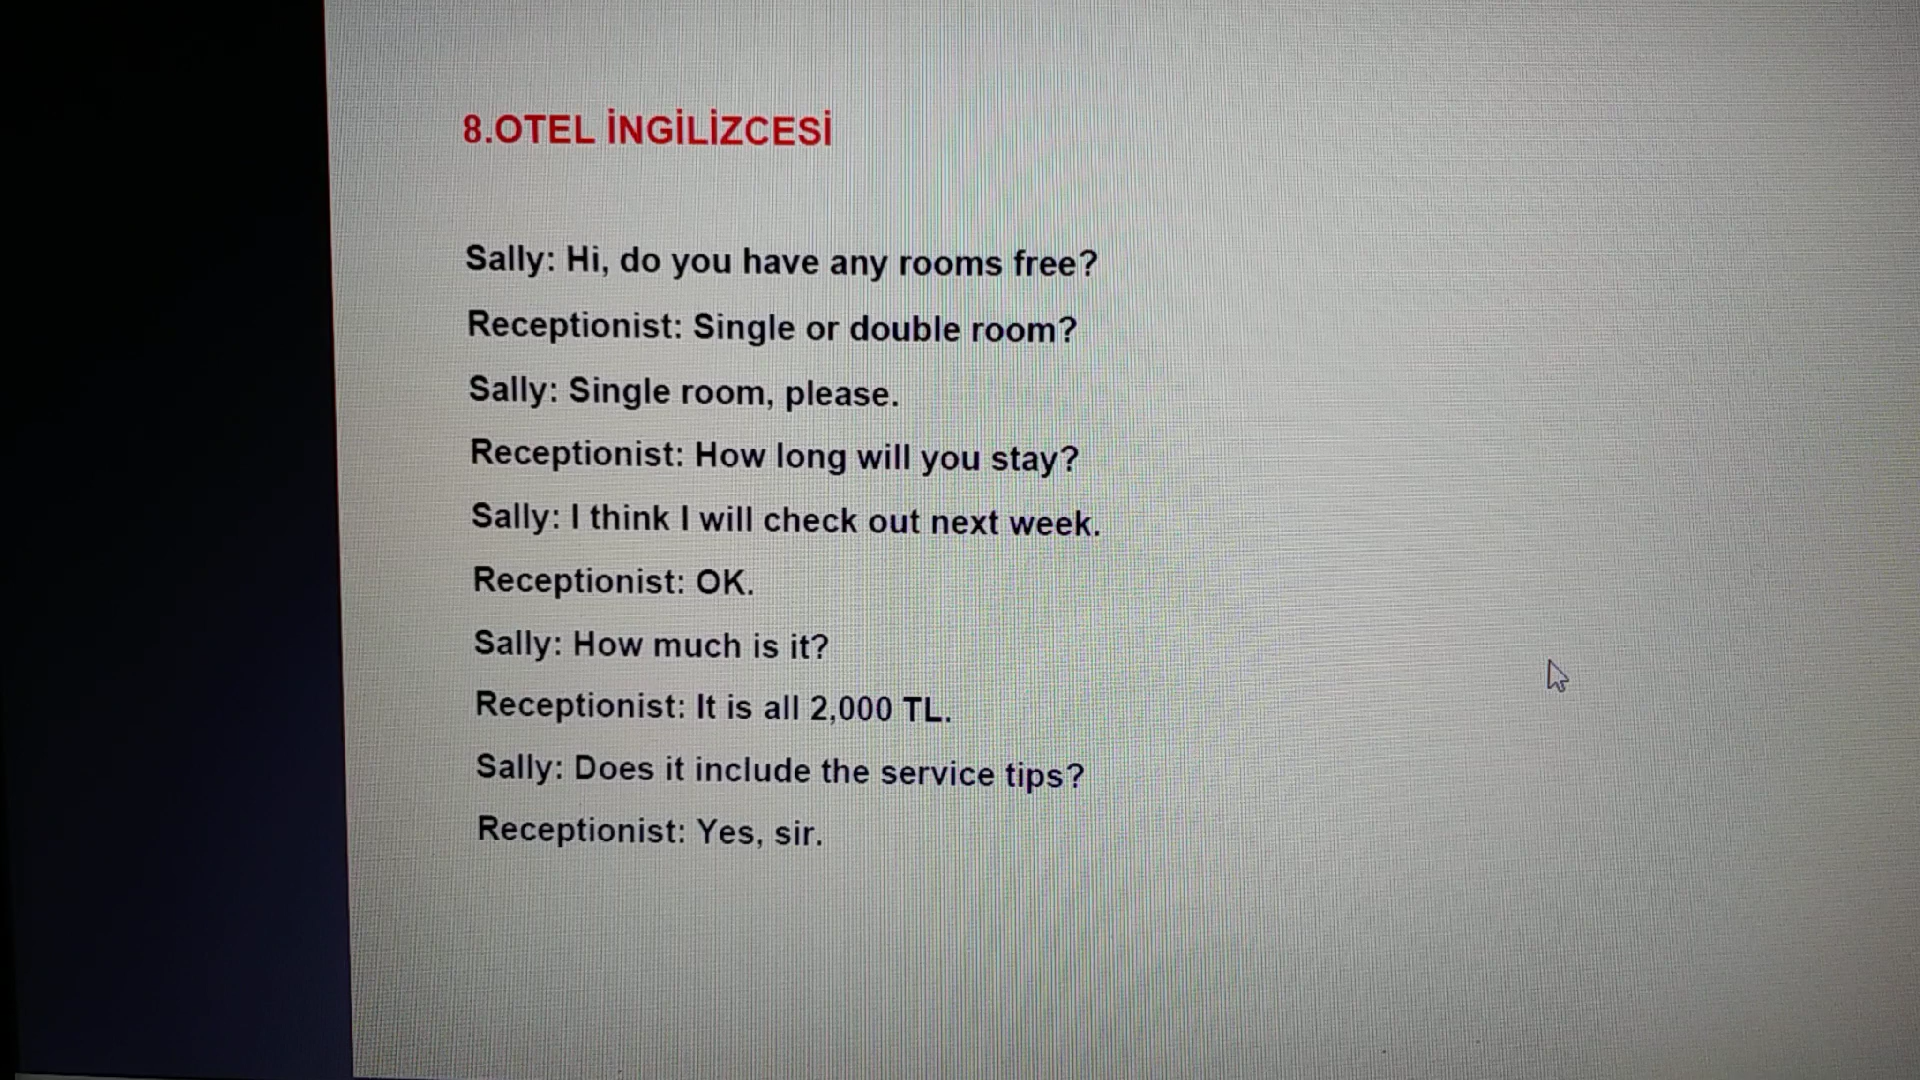 8.OTEL İNGİLİZCESİ
Sally: Hi, do you have any rooms free?
Receptionist: Single or double room?
Sally: Single room, please.
Receptionist: How long will you stay?
Sally: I think I will check out next week.
Receptionist: OK.
Sally: How much is it?
Receptionist: It is all 2,000 TL.
Sally: Does it include the service tips?
Receptionist: Yes, sir.